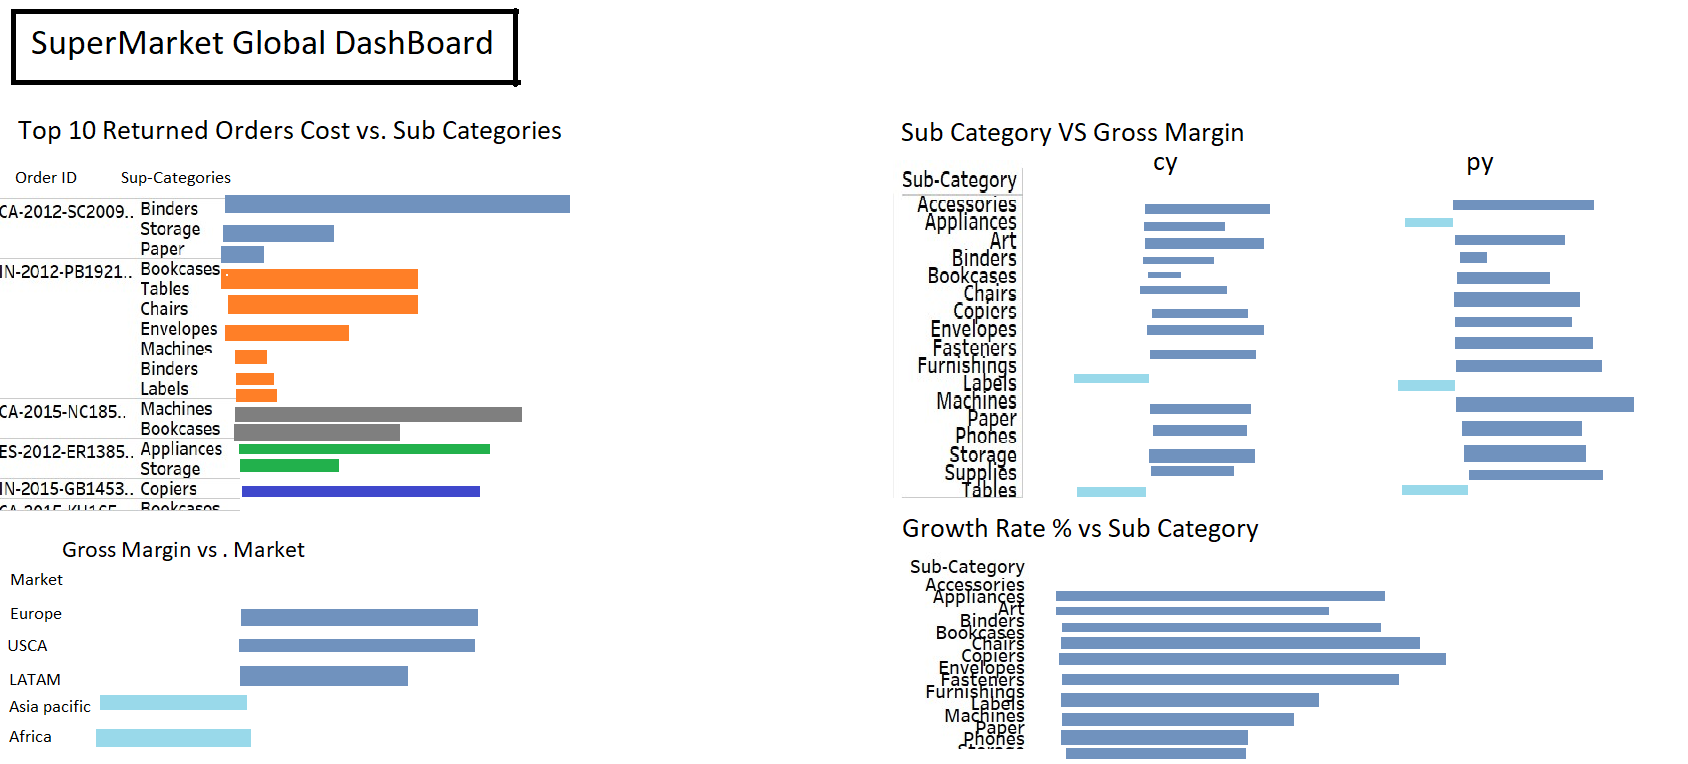 SuperMarket Global DashBoard
Top 10 Returned Orders Cost vs. Sub Categories
Order ID Sup-Categories
CA-2012-SC2009.. Binders
Storage
Paper
IN-2012-PB1921.. Bookcases
Tables
Chairs
Envelopes
Machines
Binders
Labels
CA-2015-NC185.. Machines
Bookcases
ES-2012-ER1385.. Appliances
Storage
IN-2015-GB1453.. Copiers
Bookcases
Gross Margin vs . Market
Market
Europe
USCA
LATAM
Asia pacific
Africa
Sub Category VS Gross Margin
cy py
Sub-Category
Accessories
Appliances
Art
Binders
Bookcases
Chairs
Copiers
Envelopes
Fasteners
Furnishings
Labels
Machines
Paper
Phones
Storage
Supplies
Tables
Growth Rate % vs Sub Category
Sub-Category
Accessories
Appliances
Art
Binders
Bookcases
Chairs
Copiers
Envelopes
Fasteners
Furnishings
Labels
Machines
Paper
Phones
Storage